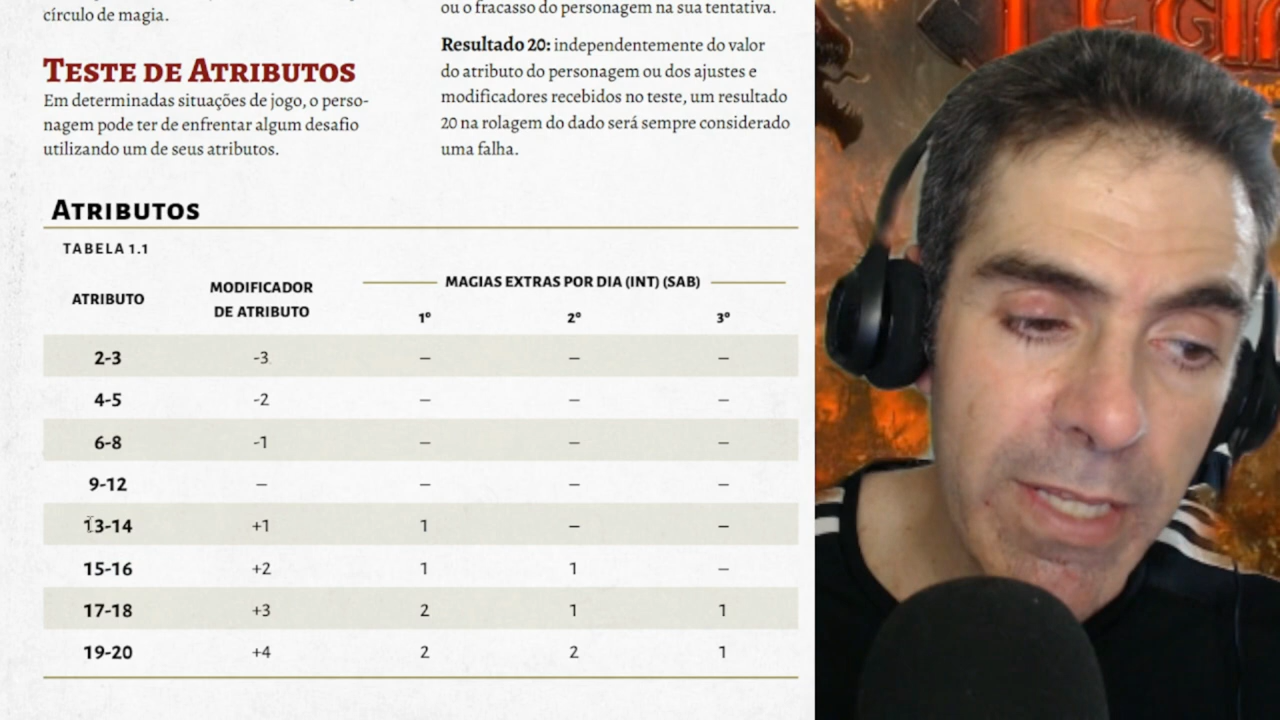 círculo de magia.
TESTE DE ATRIBUTOS
Em determinadas situações de jogo, o perso-
nagem pode ter de enfrentar algum desafio
utilizando um de seus atributos.
ou o fracasso do personagem na sua tentativa.
Resultado 20: independentemente do valor
do atributo do personagem ou dos ajustes e
modificadores recebidos no teste, um resultado
20 na rolagem do dado será sempre considerado
uma falha.
ATRIBUTOS
TABELA 1.1
ATRIBUTO MODIFICADOR DE ATRIBUTO MAGIAS EXTRAS POR DIA (INT) (SAB)
1º 2º 3º
2-3 -3 – – –
4-5 -2 – – –
6-8 -1 – – –
9-12 – – – –
13-14 +1 1 – –
15-16 +2 1 1 –
17-18 +3 2 1 1
19-20 +4 2 2 1